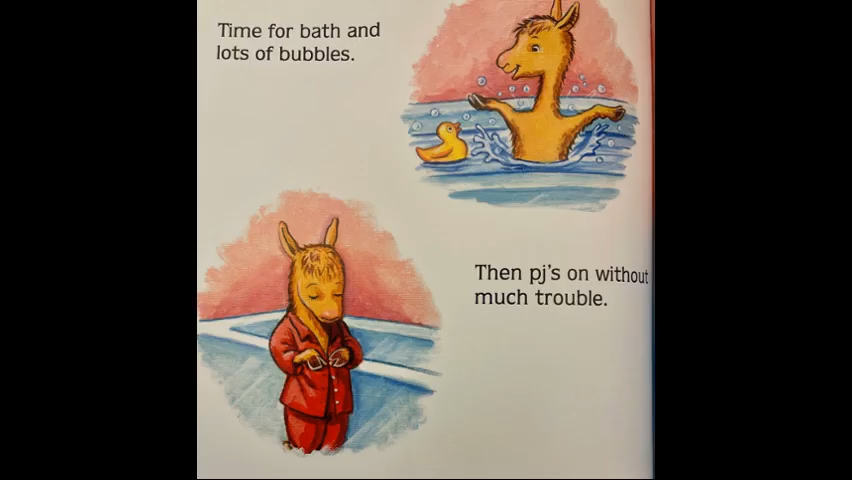 Time for bath and
lots of bubbles.
Then pj's on without
much trouble.